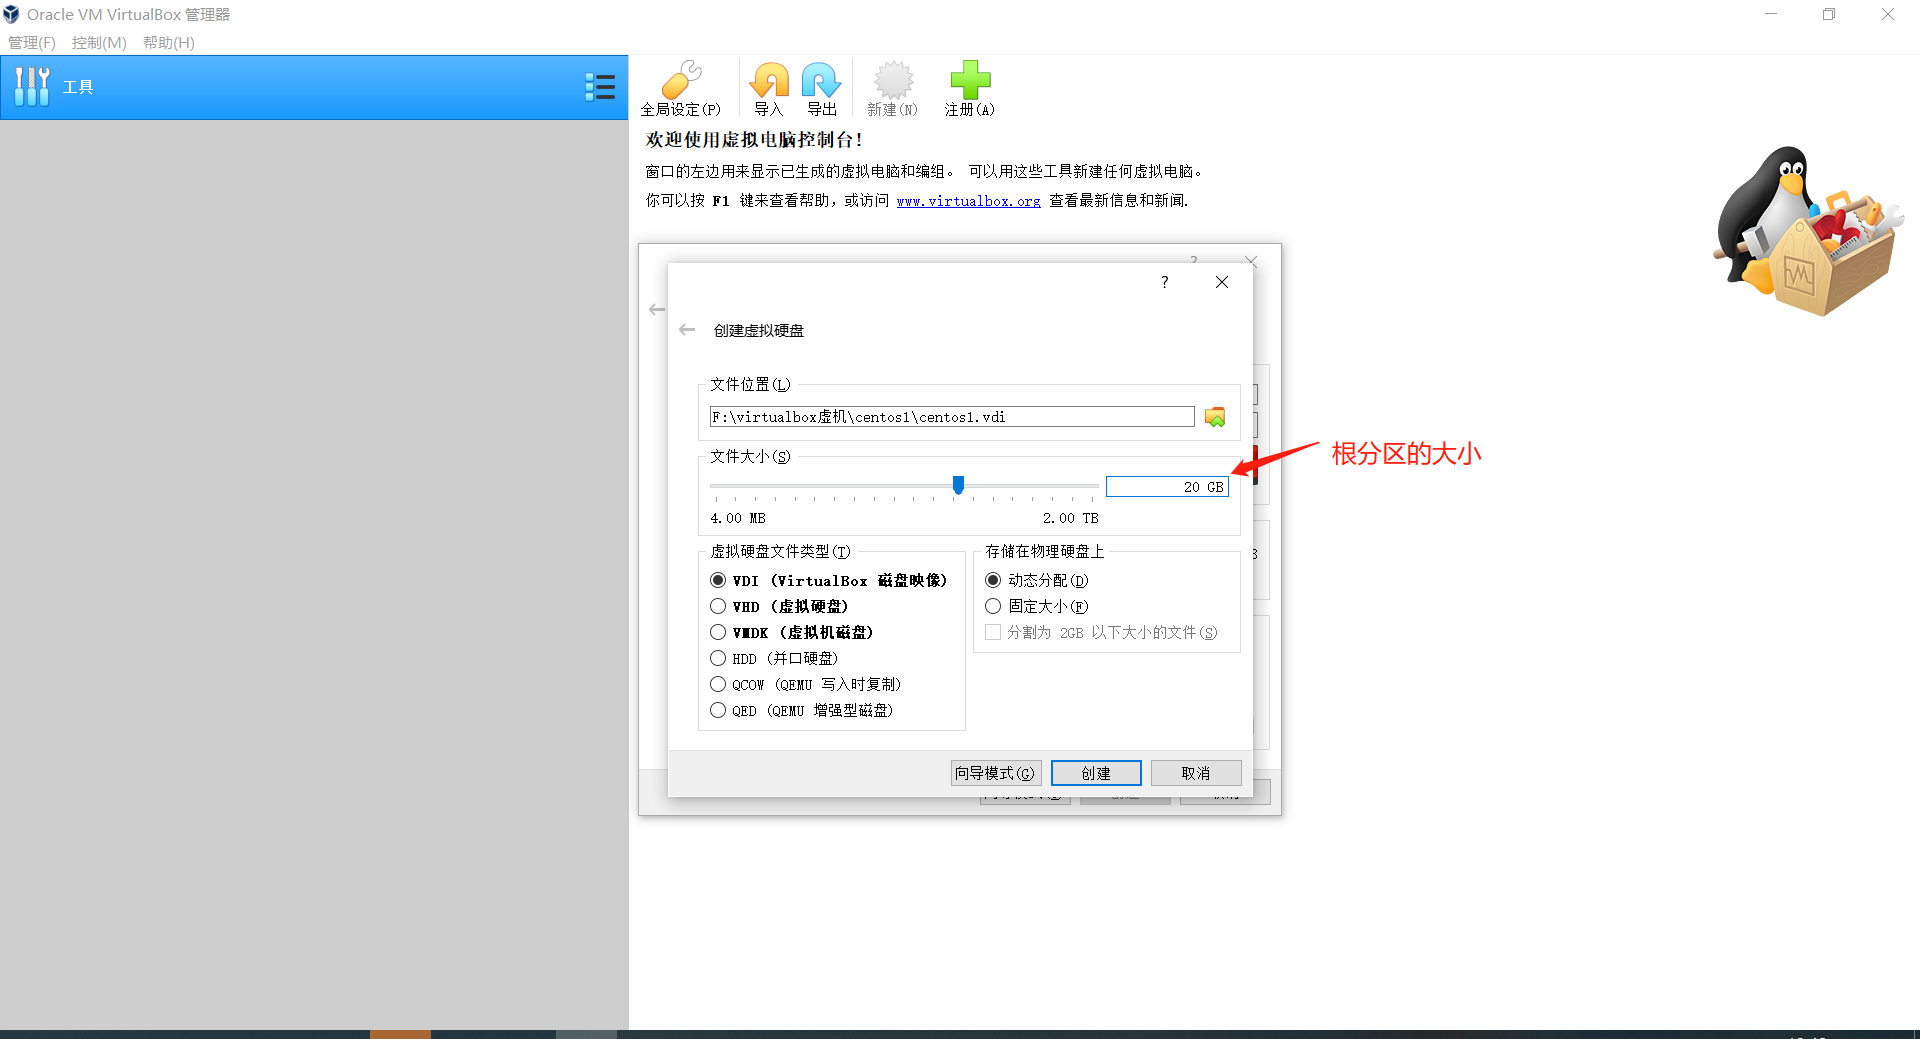 Oracle VM VirtualBox 管理器
管理(F) 控制(M) 帮助(H)
工具
全局设定(P) 导入 导出 新建(N) 注册(A)
欢迎使用虚拟电脑控制台!
窗口的左边用来显示已生成的虚拟电脑和编组。 可以用这些工具新建任何虚拟电脑。
你可以按 F1 键来查看帮助，或访问 www.virtualbox.org 查看最新信息和新闻.
?
?
创建虚拟硬盘
文件位置(L)
F:\virtualbox虚机\centos1\centos1.vdi
文件大小(S)
根分区的大小
20 GB
4.00 MB 2.00 TB
虚拟硬盘文件类型(T)
VDI (VirtualBox 磁盘映像)
VHD (虚拟硬盘)
VMDK (虚拟机磁盘)
HDD (并口硬盘)
QCOW (QEMU 写入时复制)
QED (QEMU 增强型磁盘)
存储在物理硬盘上
动态分配(D)
固定大小(F)
分割为 2GB 以下大小的文件(S)
向导模式(G) 创建 取消